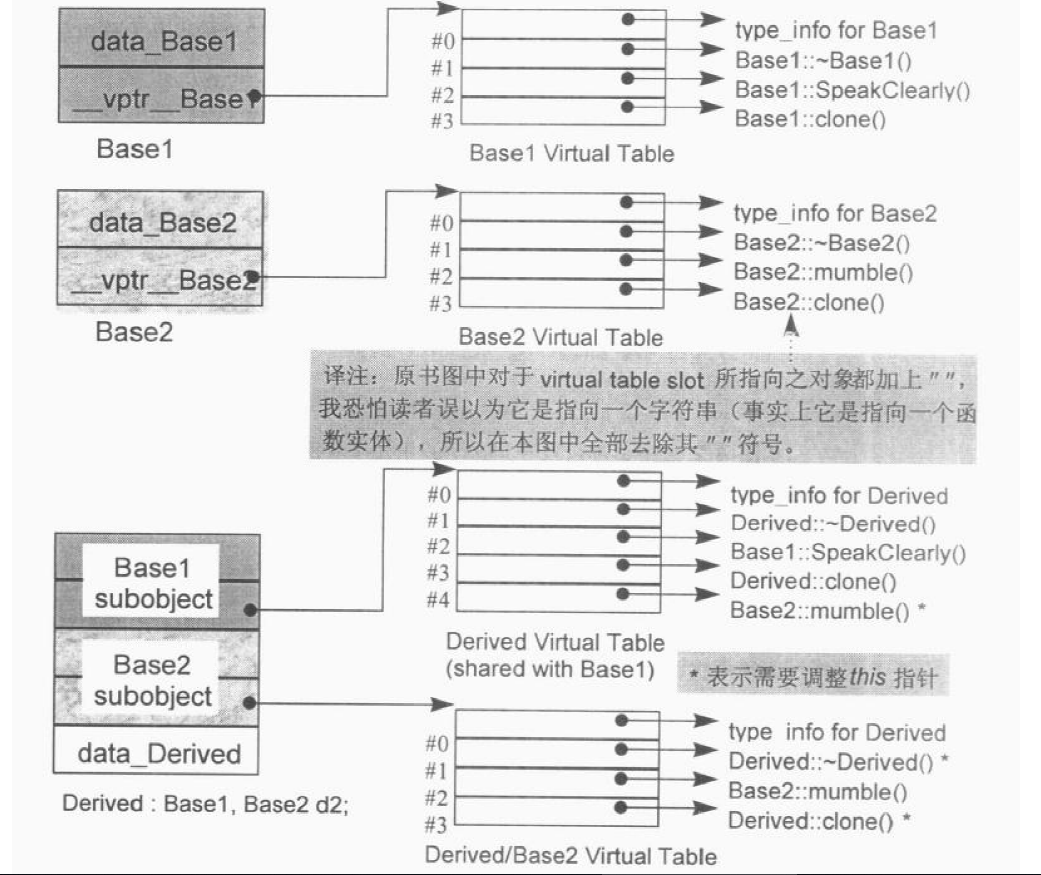 data_Base1
__vptr__Base1
Base1
#0
#1
#2
#3
type_info for Base1
Base1::~Base1()
Base1::SpeakClearly()
Base1::clone()
Base1 Virtual Table
data_Base2
__vptr__Base2
Base2
#0
#1
#2
#3
type_info for Base2
Base2::~Base2()
Base2::mumble()
Base2::clone()
Base2 Virtual Table
译注：原书图中对于 virtual table slot 所指向之对象都加上 ″″，
我恐怕读者误以为它是指向一个字符串（事实上它是指向一个函
数实体），所以在本图中全部去除其 ″″符号。
Base1
subobject
Base2
subobject
data_Derived
Derived : Base1, Base2 d2;
#0
#1
#2
#3
#4
type_info for Derived
Derived::~Derived()
Base1::SpeakClearly()
Derived::clone()
Base2::mumble() *
Derived Virtual Table
(shared with Base1)
* 表示需要调整this 指针
#0
#1
#2
#3
type info for Derived
Derived::~Derived() *
Base2::mumble()
Derived::clone() *
Derived/Base2 Virtual Table